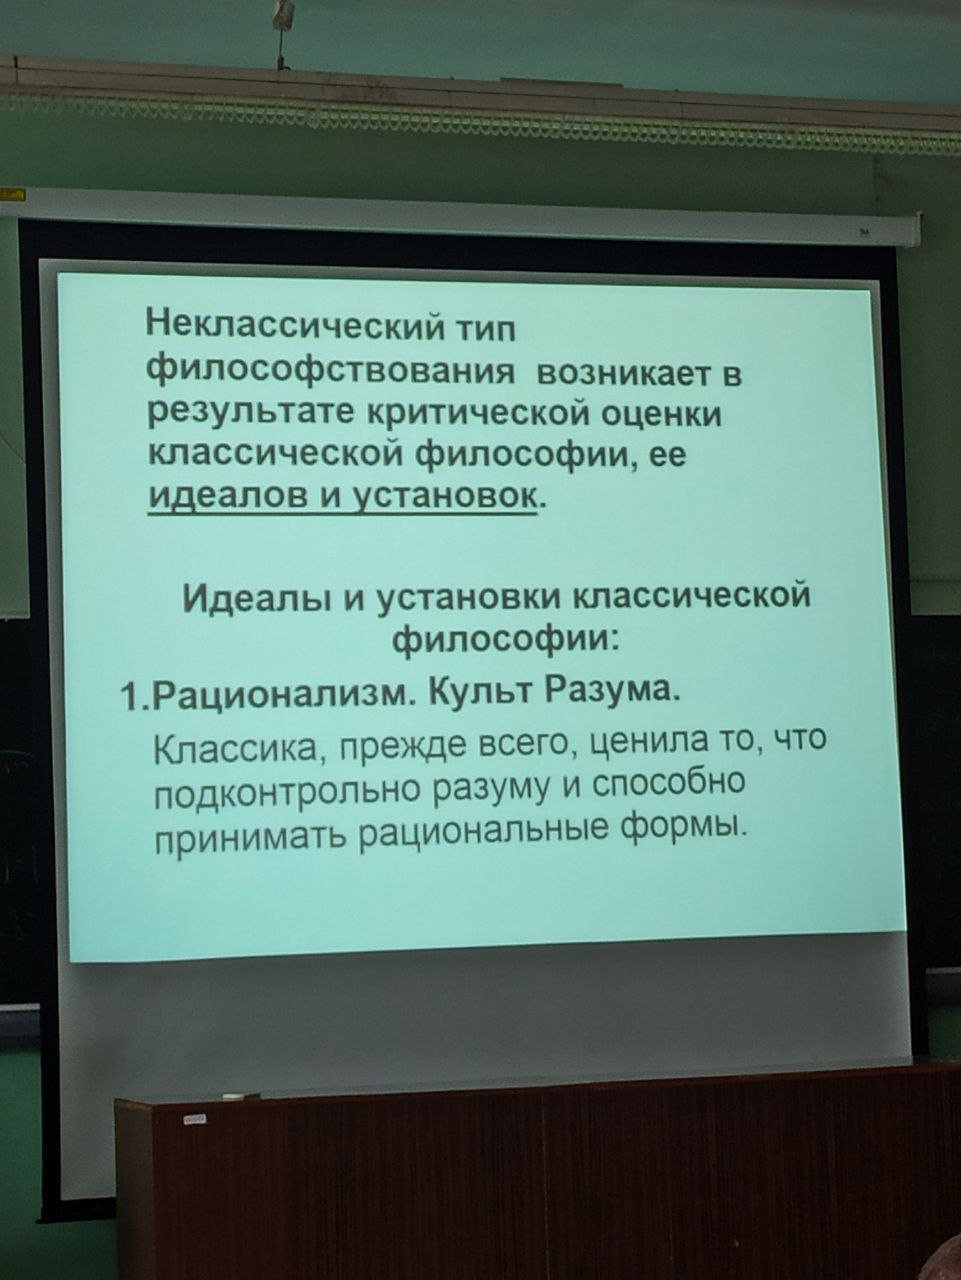 Неклассический тип
философствования возникает в
результате критической оценки
классической философии, ее
идеалов и установок.
Идеалы и установки классической
философии:
1.Рационализм. Культ Разума.
Классика, прежде всего, ценила то, что
подконтрольно разуму и способно
принимать рациональные формы.